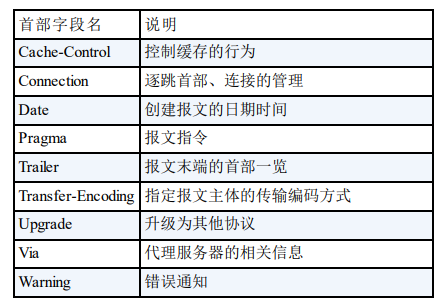 首部字段名 说明
Cache-Control 控制缓存的行为
Connection 逐跳首部、连接的管理
Date 创建报文的日期时间
Pragma 报文指令
Trailer 报文末端的首部一览
Transfer-Encoding 指定报文主体的传输编码方式
Upgrade 升级为其他协议
Via 代理服务器的相关信息
Warning 错误通知